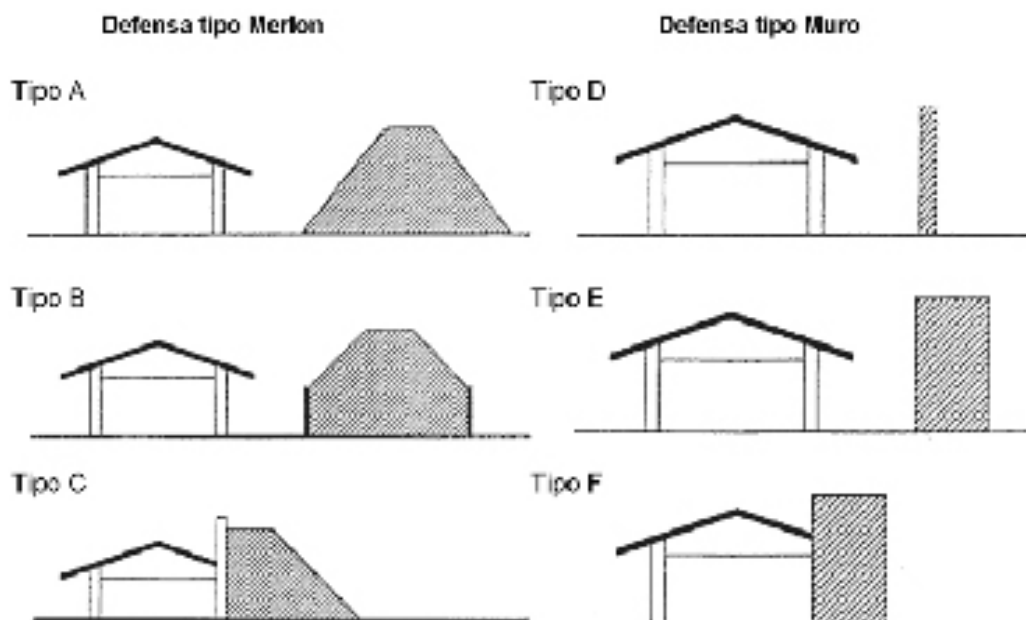 Defensa tipo Merlon
Defensa tipo Muro
Tipo A
Tipo D
Tipo B
Tipo E
Tipo C
Tipo F